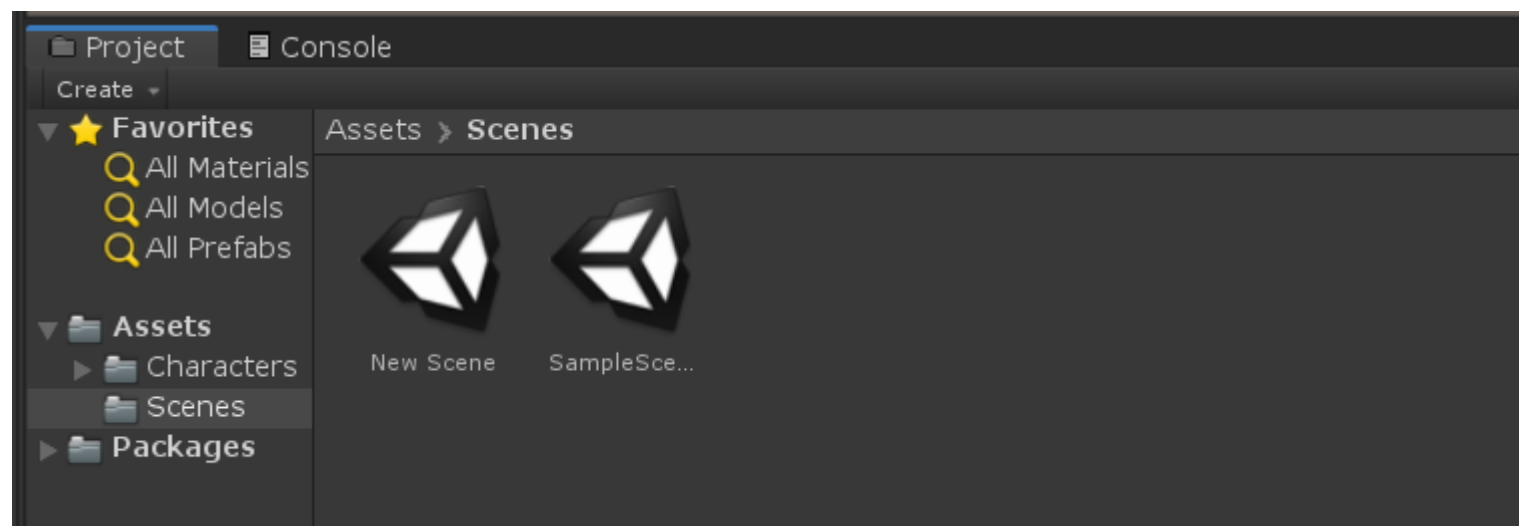 Project Console
Create
Favorites
All Materials
All Models
All Prefabs
Assets
Characters
Scenes
Packages
Assets > Scenes
New Scene
SampleSce...